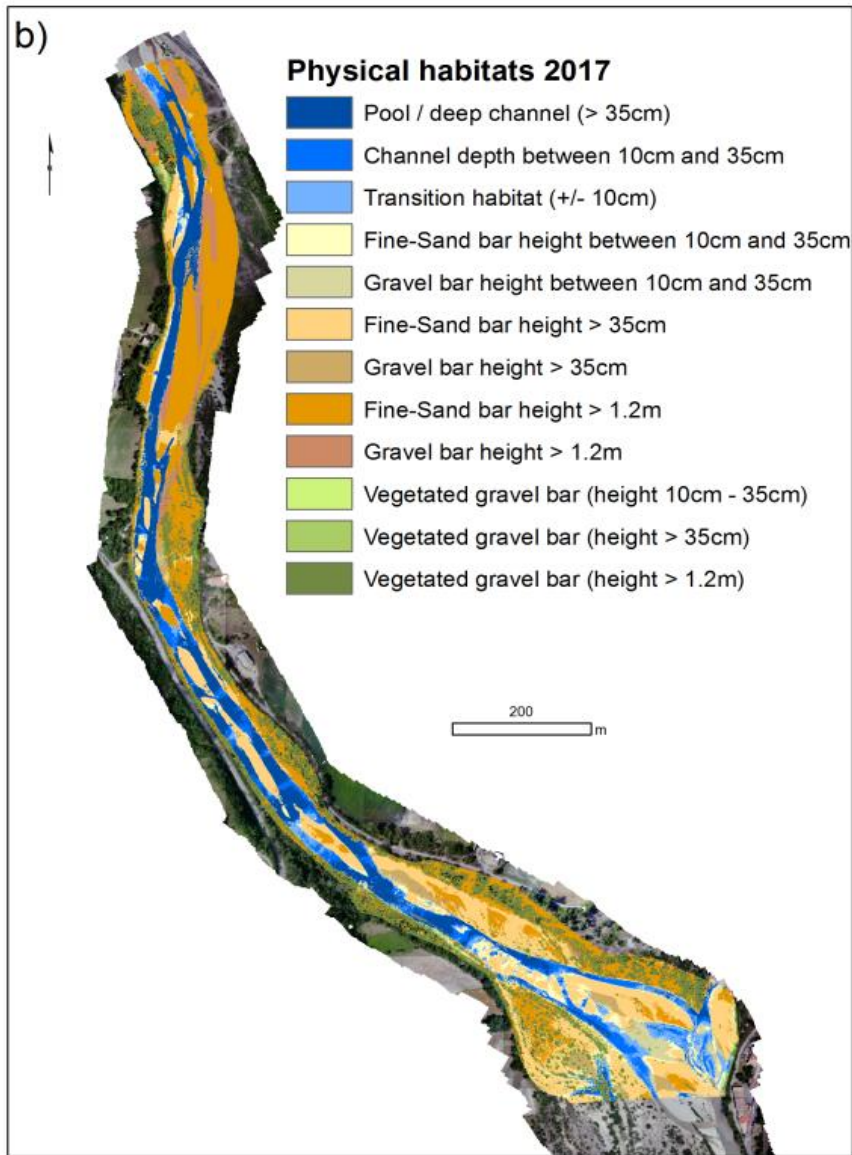 b)
Physical habitats 2017
Pool / deep channel (> 35cm)
Channel depth between 10cm and 35cm
Transition habitat (+/- 10cm)
Fine-Sand bar height between 10cm and 35cm
Gravel bar height between 10cm and 35cm
Fine-Sand bar height > 35cm
Gravel bar height > 35cm
Fine-Sand bar height > 1.2m
Gravel bar height > 1.2m
Vegetated gravel bar (height 10cm - 35cm)
Vegetated gravel bar (height > 35cm)
Vegetated gravel bar (height > 1.2m)
200
m